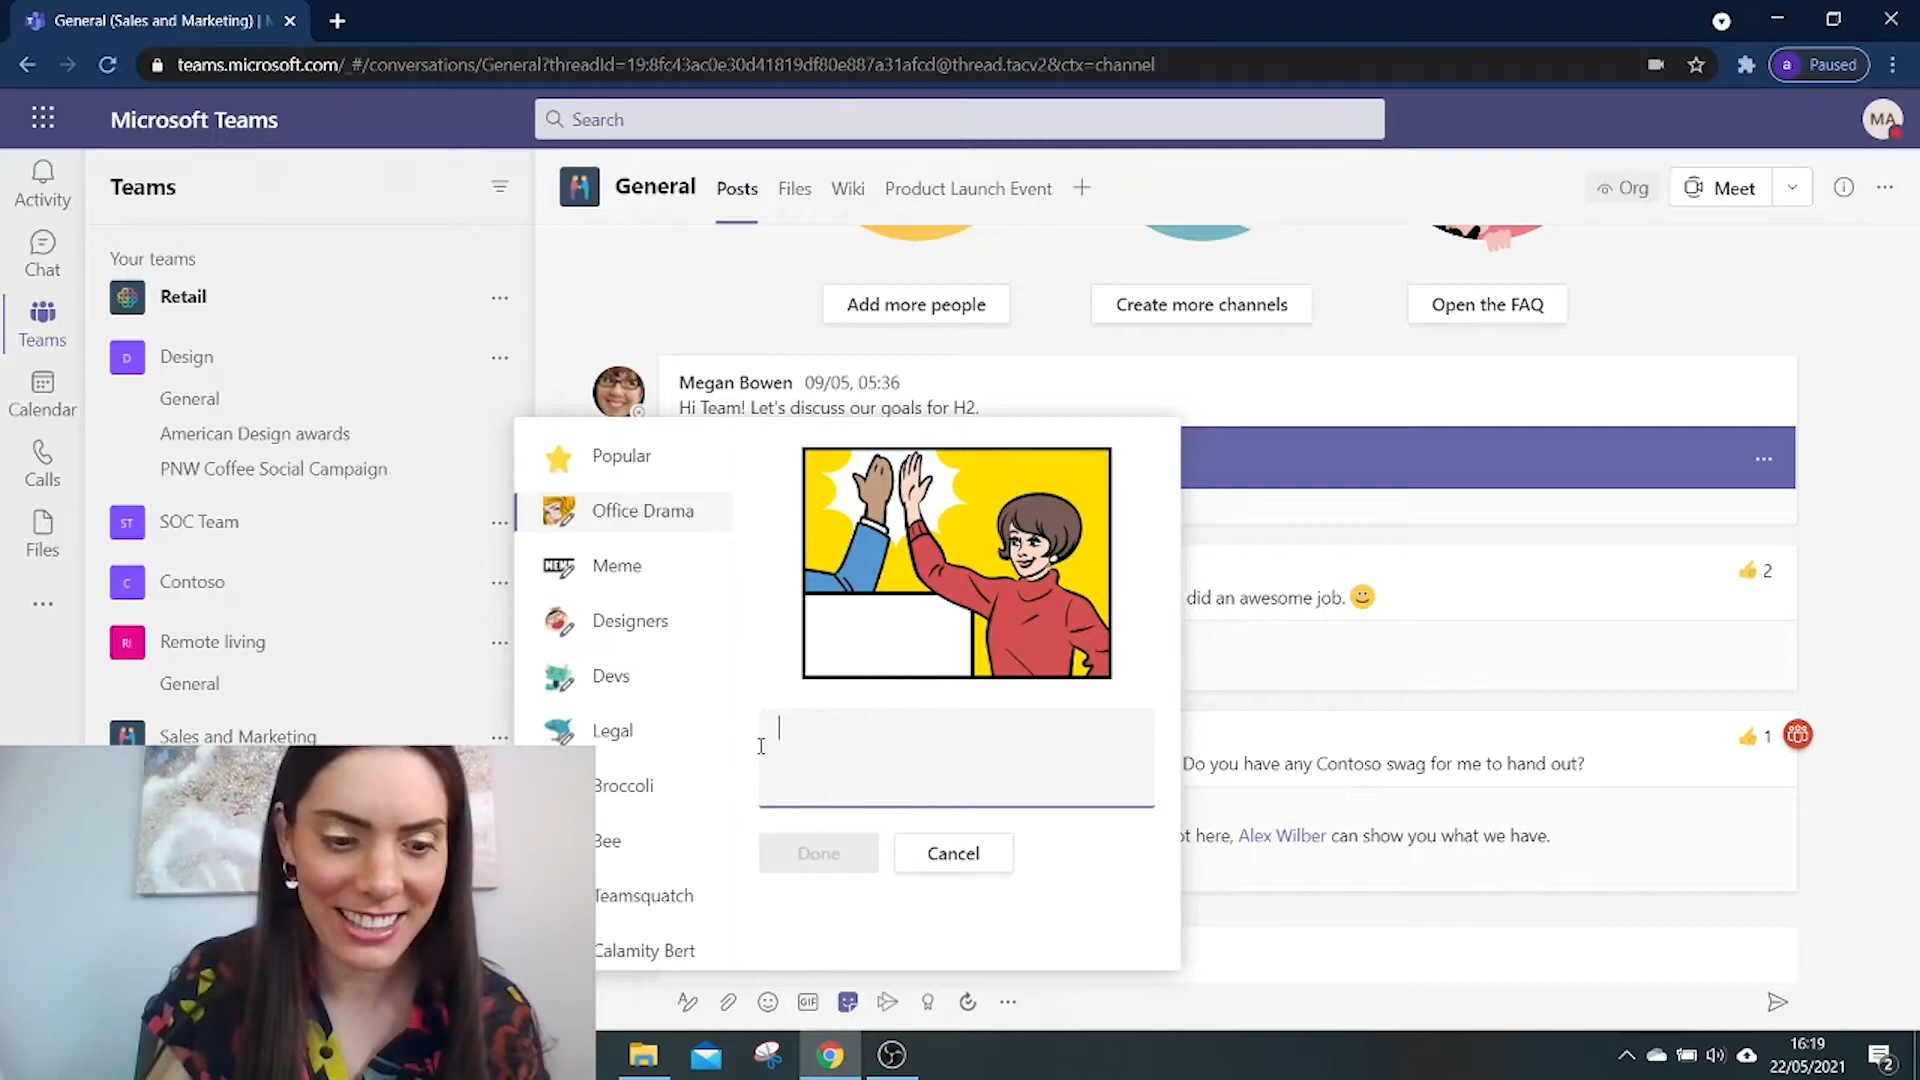 General (Sales and Marketing) |
teams.microsoft.com/_#/conversations/General?threadId=19:8fc43ac0e30d41819df80e887a31afcd@thread.tacv2&ctx=channel
a Paused
Microsoft Teams
Search
MA
Activity
Chat
Teams
Calendar
Calls
Files
Teams
Your teams
Retail
D Design
General
American Design awards
PNW Coffee Social Campaign
ST SOC Team
C Contoso
RI Remote living
General
Sales and Marketing
General Posts Files Wiki Product Launch Event
Org
Meet
Add more people
Create more channels
Open the FAQ
Megan Bowen 09/05, 05:36
Hi Team! Let's discuss our goals for H2.
2
did an awesome job.
1
Do you have any Contoso swag for me to hand out?
here, Alex Wilber can show you what we have.
Popular
Office Drama
MEME Meme
Designers
Devs
Legal
Broccoli
Bee
Teamsquatch
Calamity Bert
Done
Cancel
GIF
16:19
22/05/2021
2